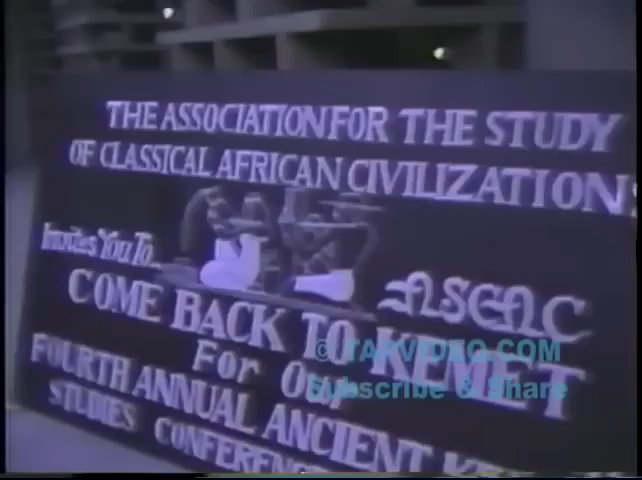 THE ASSOCIATION FOR THE STUDY
OF CLASSICAL AFRICAN CIVILIZATIONS
Invites You To...
ASCAC
COME BACK TO KEMET
For Our
FOURTH ANNUAL ANCIENT
STUDIES CONFERENCE
© TAPVIDEO.COM
Subscribe & Share